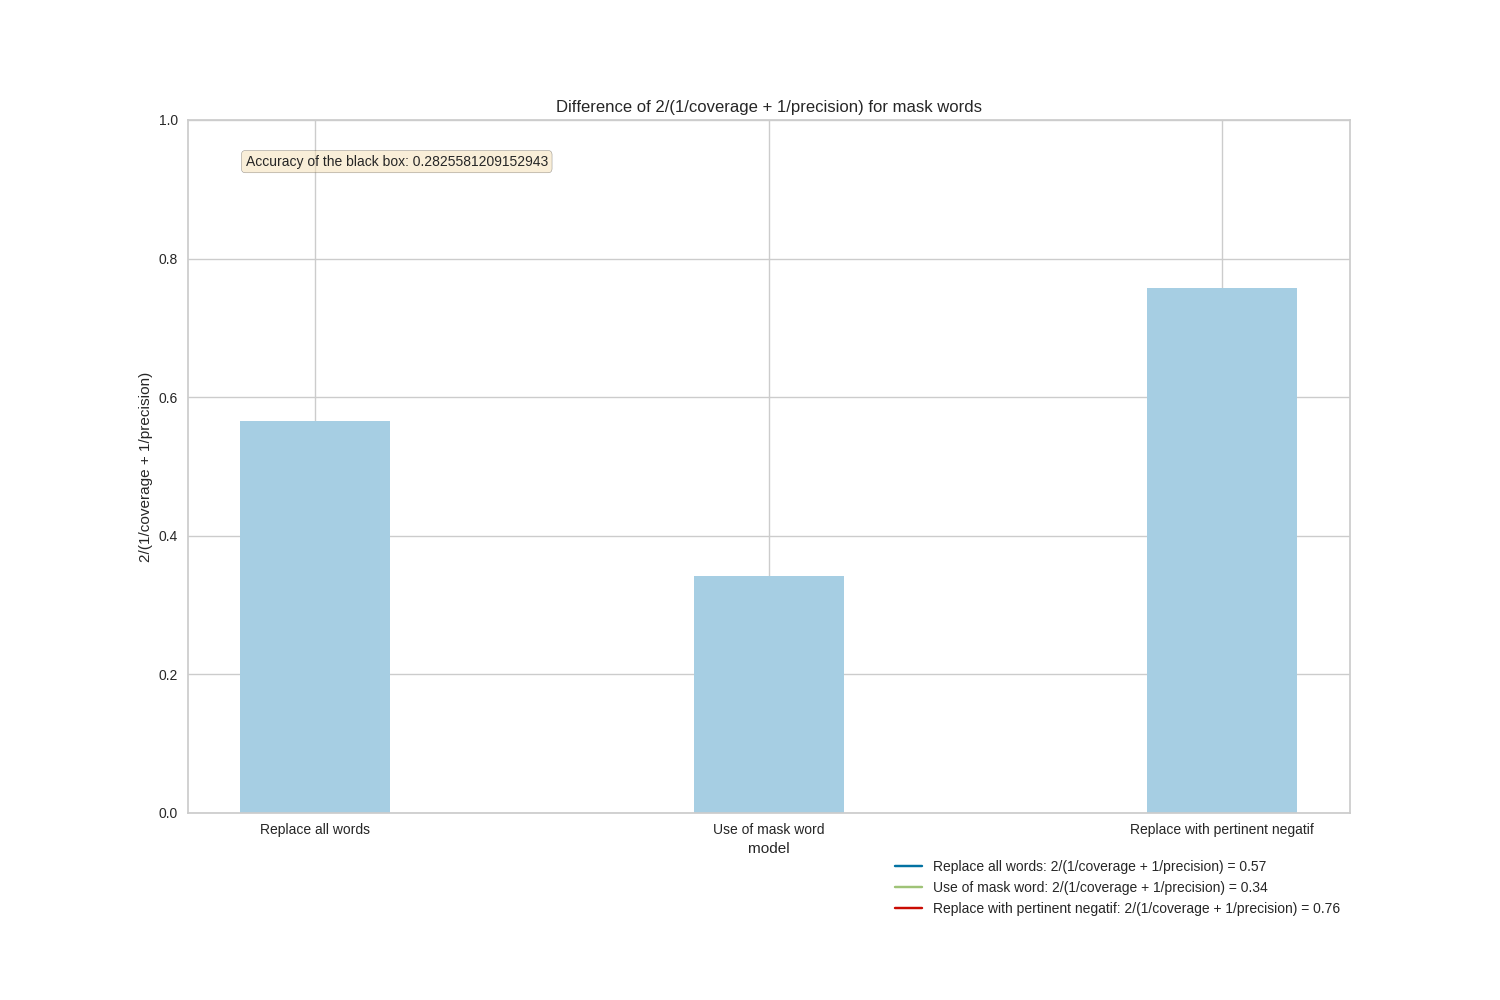 Difference of 2/(1/coverage + 1/precision) for mask words
1.0
Accuracy of the black box: 0.2825581209152943
0.8
0.6
0.4
0.2
0.0
2/(1/coverage + 1/precision)
Replace all words
Use of mask word
Replace with pertinent negatif
model
Replace all words: 2/(1/coverage + 1/precision) = 0.57
Use of mask word: 2/(1/coverage + 1/precision) = 0.34
Replace with pertinent negatif: 2/(1/coverage + 1/precision) = 0.76